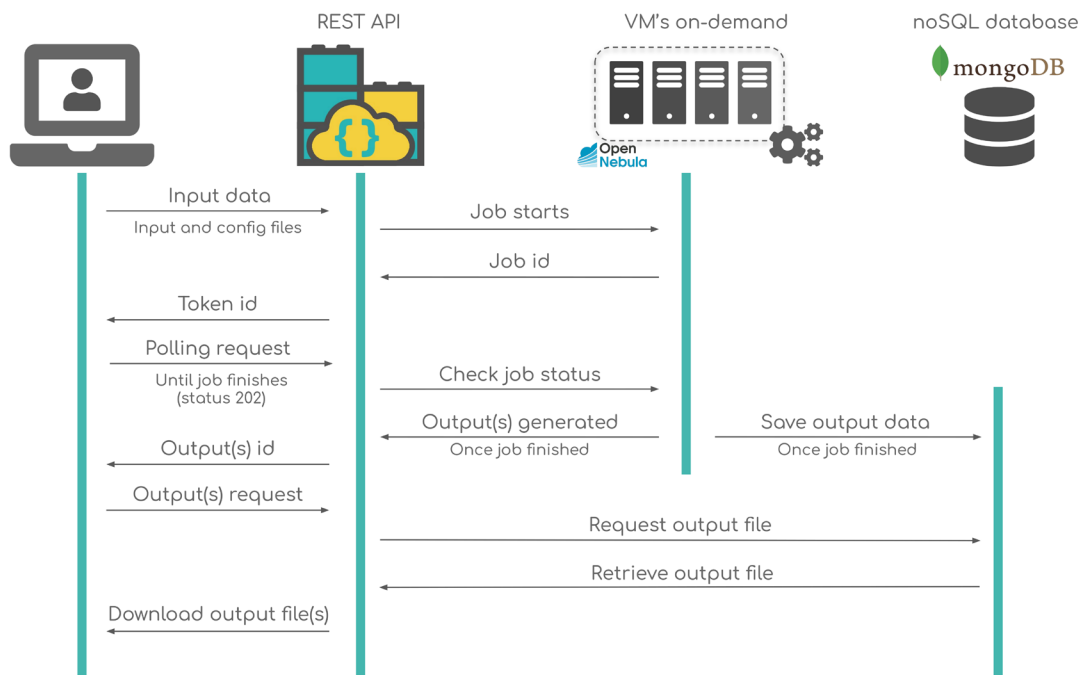 REST API
VM's on-demand
noSQL database
mongoDB
{ }
Open
Nebula
Input data
Input and config files
Job starts
Job id
Token id
Polling request
Until job finishes
(status 202)
Check job status
Output(s) generated
Once job finished
Save output data
Once job finished
Output(s) id
Output(s) request
Request output file
Retrieve output file
Download output file(s)